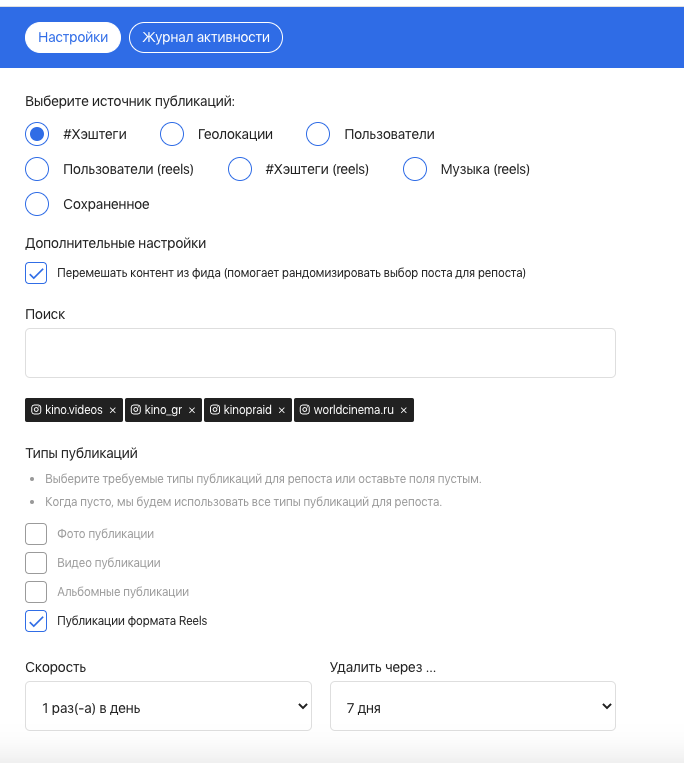 Настройки Журнал активности
Выберите источник публикаций:
#Хэштеги Геолокации Пользователи
Пользователи (reels) #Хэштеги (reels) Музыка (reels)
Сохраненное
Дополнительные настройки
Перемешать контент из фида (помогает рандомизировать выбор поста для репоста)
Поиск
kino.videos × kino_gr × kinopraid × worldcinema.ru ×
Типы публикаций
• Выберите требуемые типы публикаций для репоста или оставьте поля пустым.
• Когда пусто, мы будем использовать все типы публикаций для репоста.
Фото публикации
Видео публикации
Альбомные публикации
Публикации формата Reels
Скорость Удалить через ...
1 раз(-а) в день 7 дня